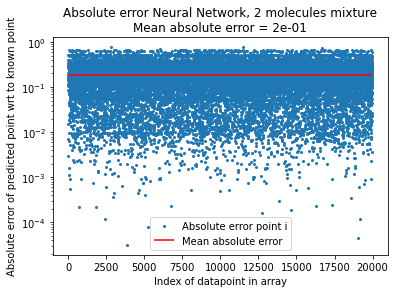 Absolute error Neural Network, 2 molecules mixture
Mean absolute error = 2e-01
Absolute error of predicted point wrt to known point
10⁰
10⁻¹
10⁻²
10⁻³
10⁻⁴
Absolute error point i
Mean absolute error
0 2500 5000 7500 10000 12500 15000 17500 20000
Index of datapoint in array